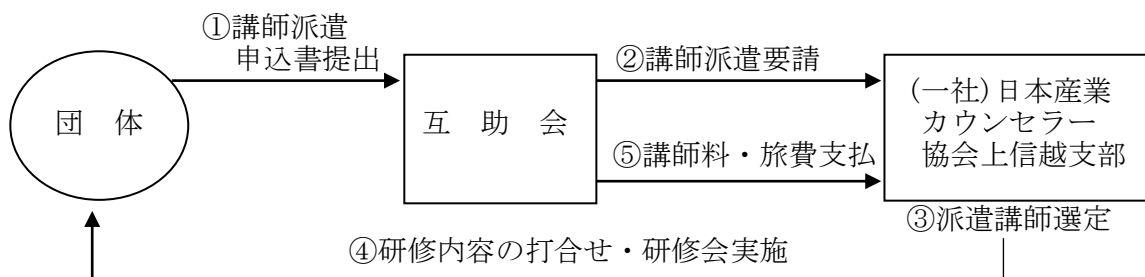 ①講師派遣
申込書提出
団 体
互 助 会
②講師派遣要請
⑤講師料・旅費支払
(一社)日本産業
カウンセラー
協会上信越支部
③派遣講師選定
④研修内容の打合せ・研修会実施